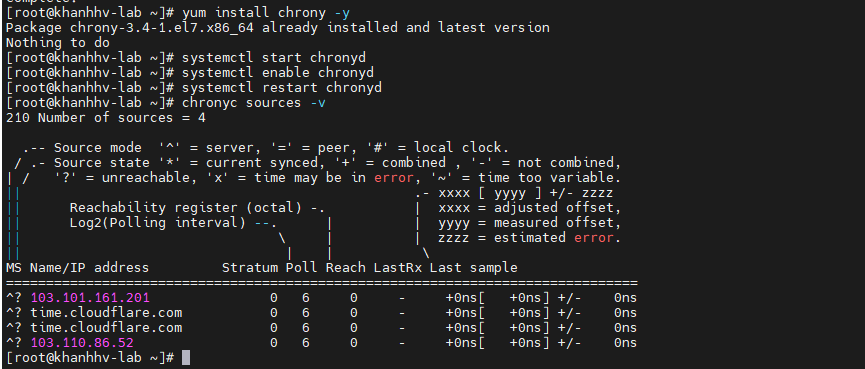 complete.
[root@khanhhv-lab ~]# yum install chrony -y
Package chrony-3.4-1.el7.x86_64 already installed and latest version
Nothing to do
[root@khanhhv-lab ~]# systemctl start chronyd
[root@khanhhv-lab ~]# systemctl enable chronyd
[root@khanhhv-lab ~]# systemctl restart chronyd
[root@khanhhv-lab ~]# chronyc sources -v
210 Number of sources = 4
  .-- Source mode  '^' = server, '=' = peer, '#' = local clock.
 / .- Source state '*' = current synced, '+' = combined , '-' = not combined,
| /   '?' = unreachable, 'x' = time may be in error, '~' = time too variable.
||                                                 .- xxxx [ yyyy ] +/- zzzz
||      Reachability register (octal) -.           |  xxxx = adjusted offset,
||      Log2(Polling interval) --.      |          |  yyyy = measured offset,
||                                \     |          |  zzzz = estimated error.
||                                 |    |           \
MS Name/IP address         Stratum Poll Reach LastRx Last sample
===============================================================================
^? 103.101.161.201               0   6     0     -     +0ns[   +0ns] +/-    0ns
^? time.cloudflare.com           0   6     0     -     +0ns[   +0ns] +/-    0ns
^? time.cloudflare.com           0   6     0     -     +0ns[   +0ns] +/-    0ns
^? 103.110.86.52                 0   6     0     -     +0ns[   +0ns] +/-    0ns
[root@khanhhv-lab ~]#